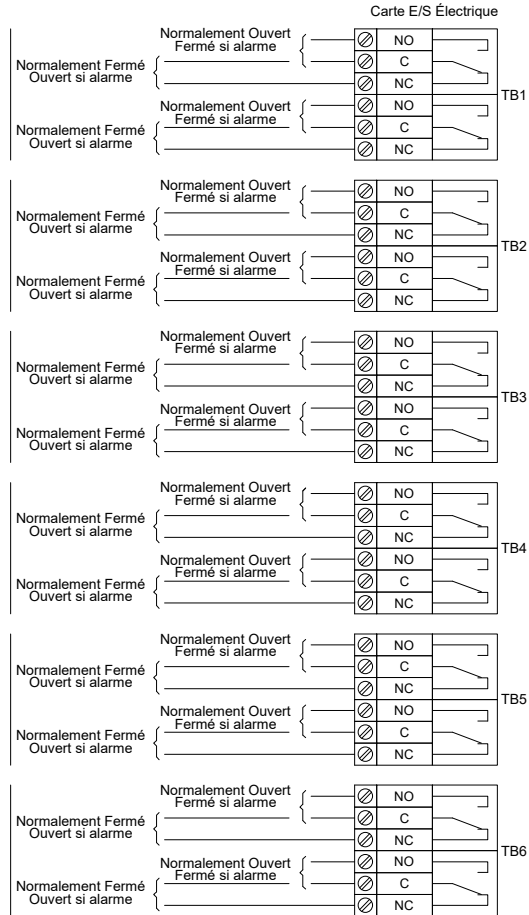 Carte E/S Électrique
Normalement Ouvert
Fermé si alarme
NO
Normalement Fermé
Ouvert si alarme
C
NC
TB1
Normalement Ouvert
Fermé si alarme
NO
Normalement Fermé
Ouvert si alarme
C
NC
Normalement Ouvert
Fermé si alarme
NO
Normalement Fermé
Ouvert si alarme
C
NC
TB2
Normalement Ouvert
Fermé si alarme
NO
Normalement Fermé
Ouvert si alarme
C
NC
Normalement Ouvert
Fermé si alarme
NO
Normalement Fermé
Ouvert si alarme
C
NC
TB3
Normalement Ouvert
Fermé si alarme
NO
Normalement Fermé
Ouvert si alarme
C
NC
Normalement Ouvert
Fermé si alarme
NO
Normalement Fermé
Ouvert si alarme
C
NC
TB4
Normalement Ouvert
Fermé si alarme
NO
Normalement Fermé
Ouvert si alarme
C
NC
Normalement Ouvert
Fermé si alarme
NO
Normalement Fermé
Ouvert si alarme
C
NC
TB5
Normalement Ouvert
Fermé si alarme
NO
Normalement Fermé
Ouvert si alarme
C
NC
Normalement Ouvert
Fermé si alarme
NO
Normalement Fermé
Ouvert si alarme
C
NC
TB6
Normalement Ouvert
Fermé si alarme
NO
Normalement Fermé
Ouvert si alarme
C
NC